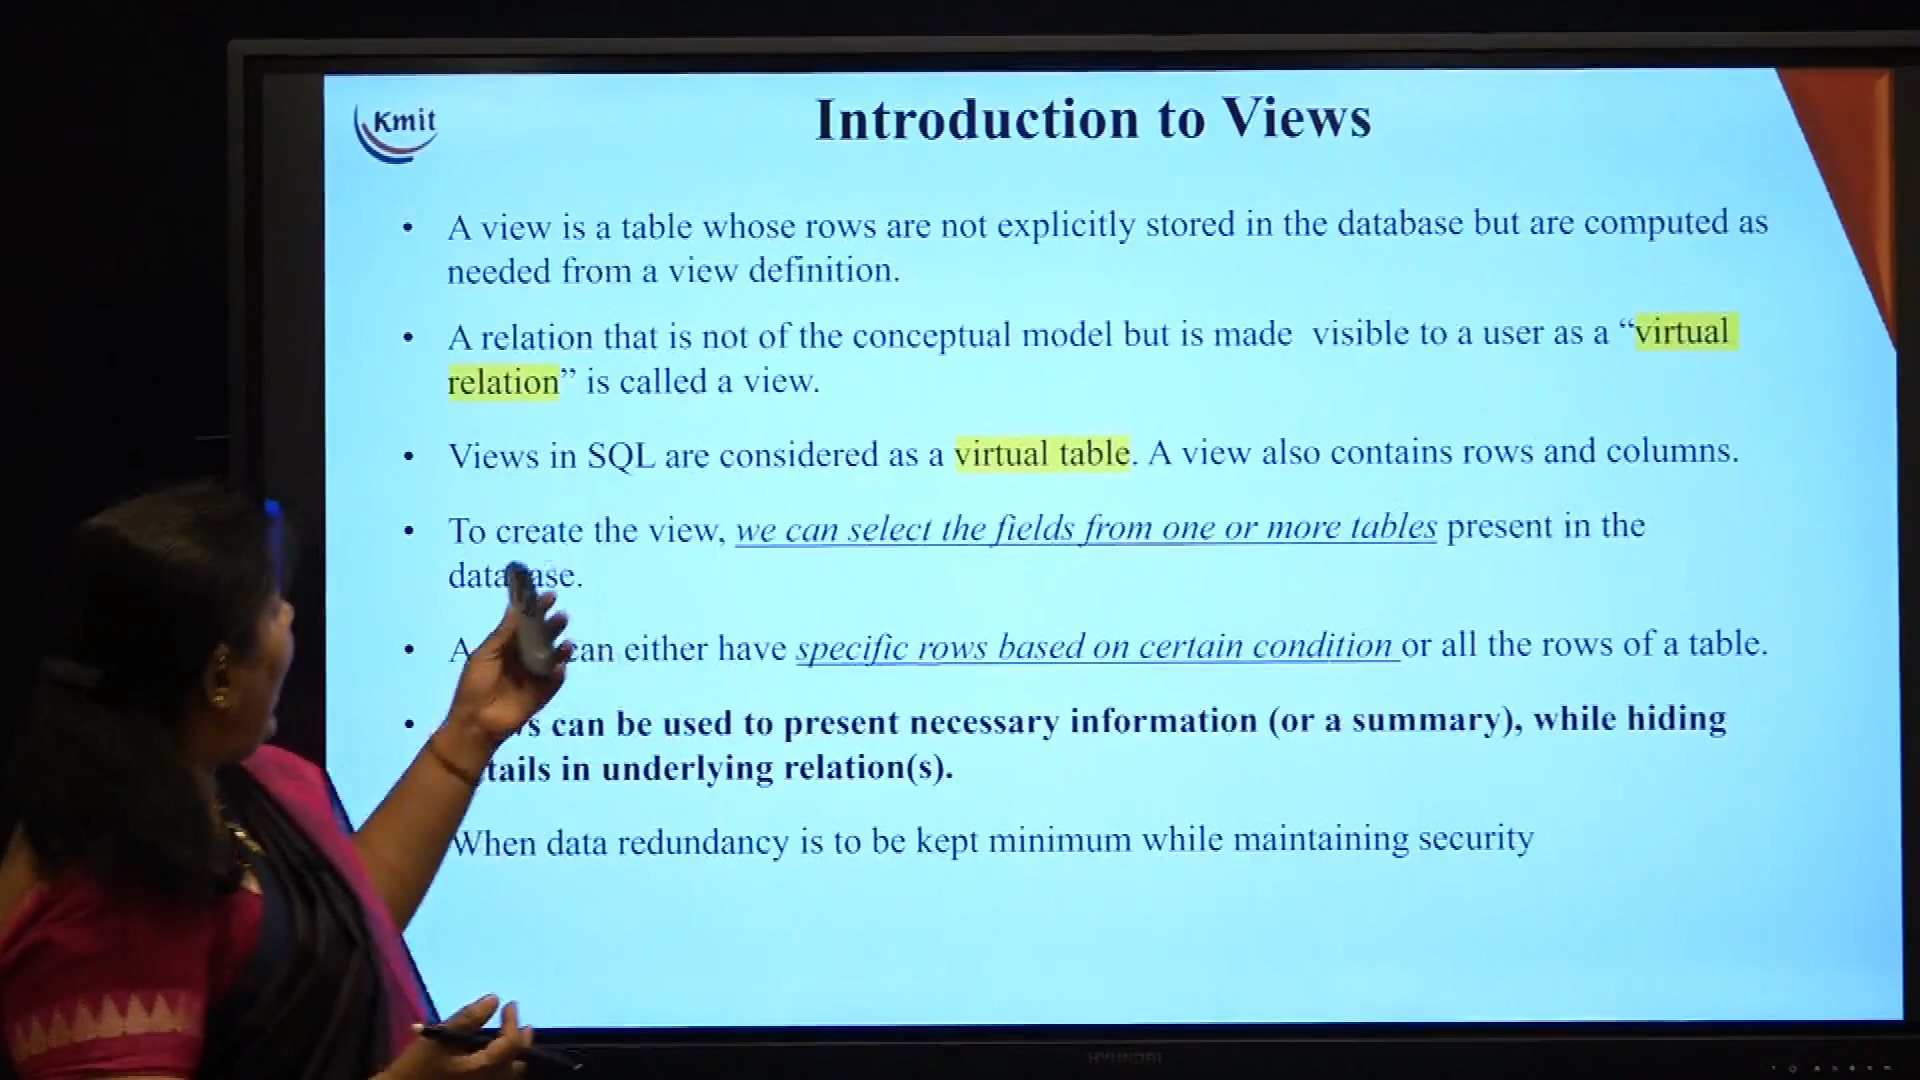 Kmit
Introduction to Views
• A view is a table whose rows are not explicitly stored in the database but are computed as
needed from a view definition.
• A relation that is not of the conceptual model but is made visible to a user as a “virtual
relation” is called a view.
• Views in SQL are considered as a virtual table. A view also contains rows and columns.
• To create the view, we can select the fields from one or more tables present in the
database.
• A can either have specific rows based on certain condition or all the rows of a table.
• can be used to present necessary information (or a summary), while hiding
in underlying relation(s).
When data redundancy is to be kept minimum while maintaining security
HYUNDAI